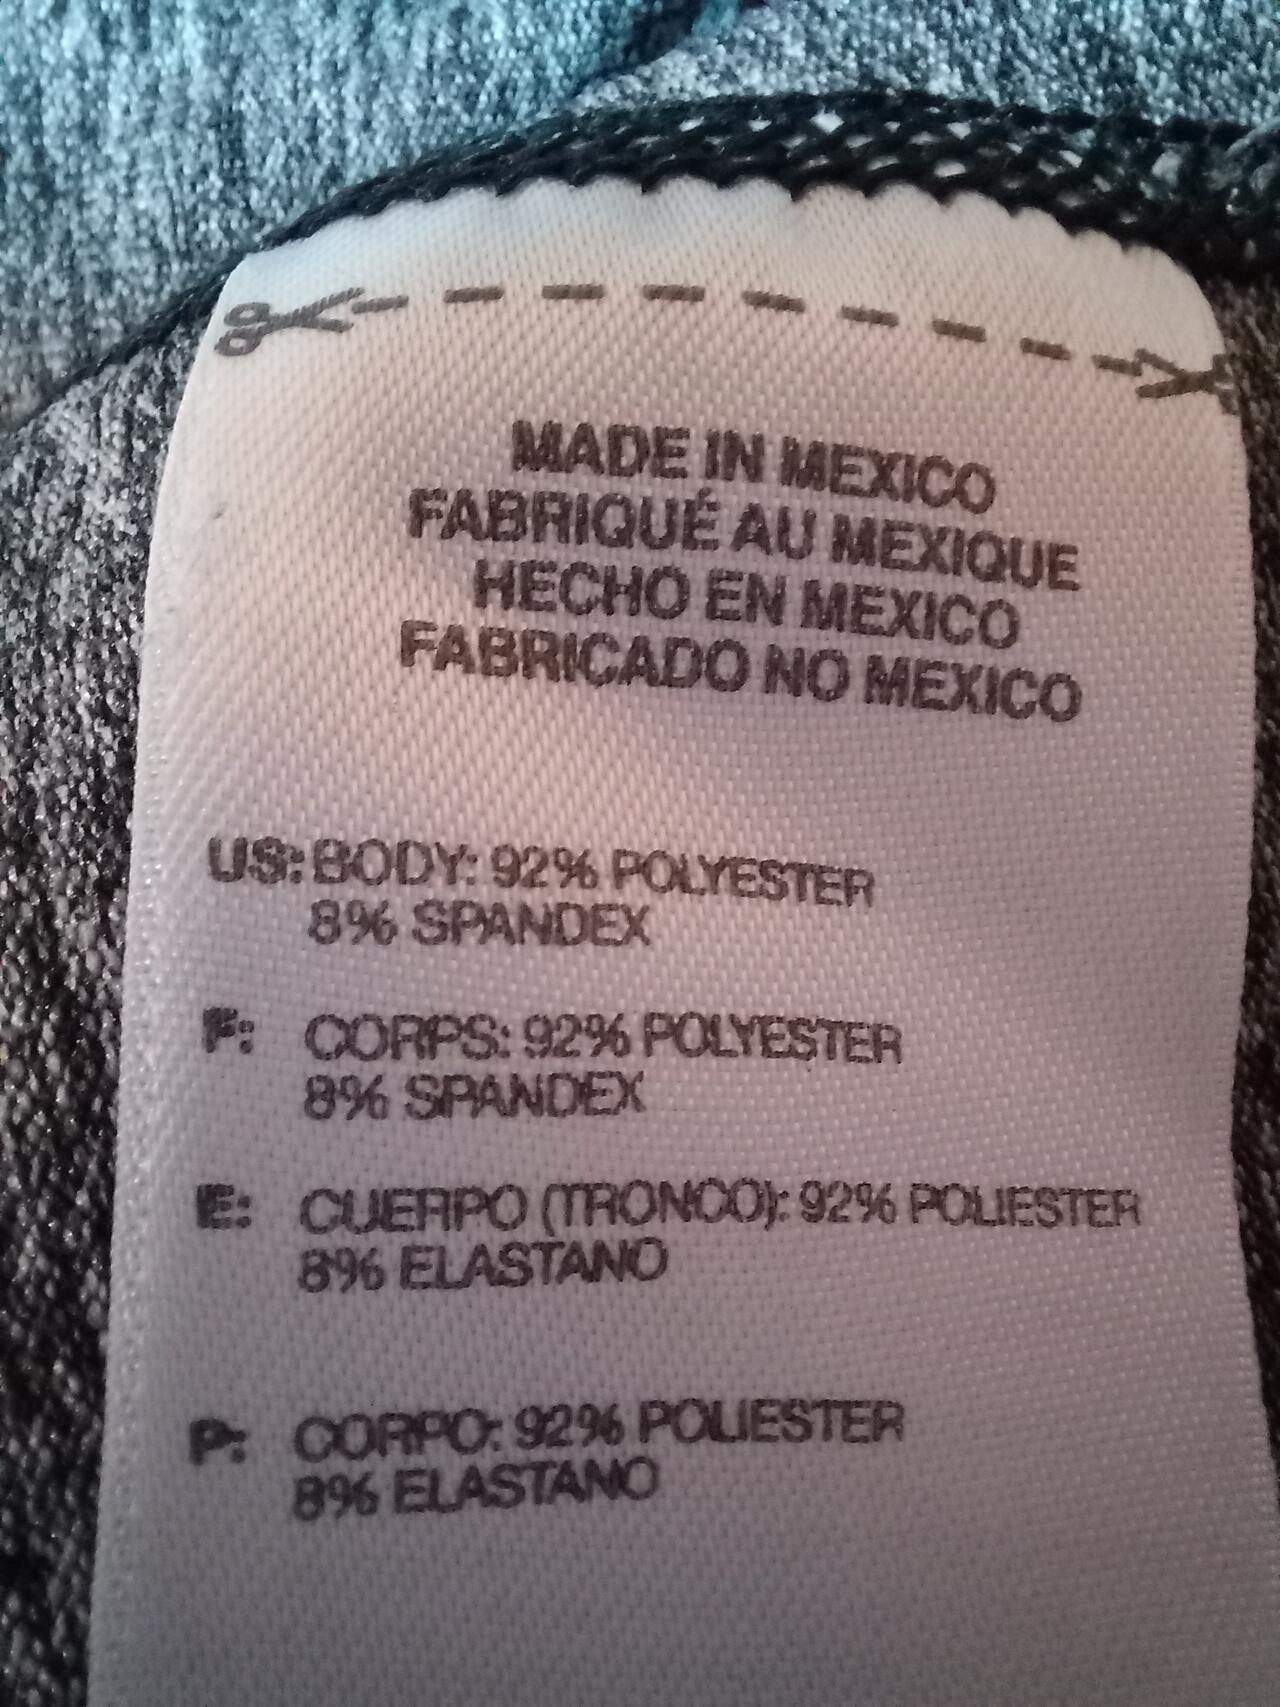 MADE IN MEXICO
FABRIQUÉ AU MEXIQUE
HECHO EN MEXICO
FABRICADO NO MEXICO
US: BODY: 92% POLYESTER
8% SPANDEX
F: CORPS: 92% POLYESTER
8% SPANDEX
E: CUERPO (TRONCO): 92% POLIESTER
8% ELASTANO
P: CORPO: 92% POLIESTER
8% ELASTANO